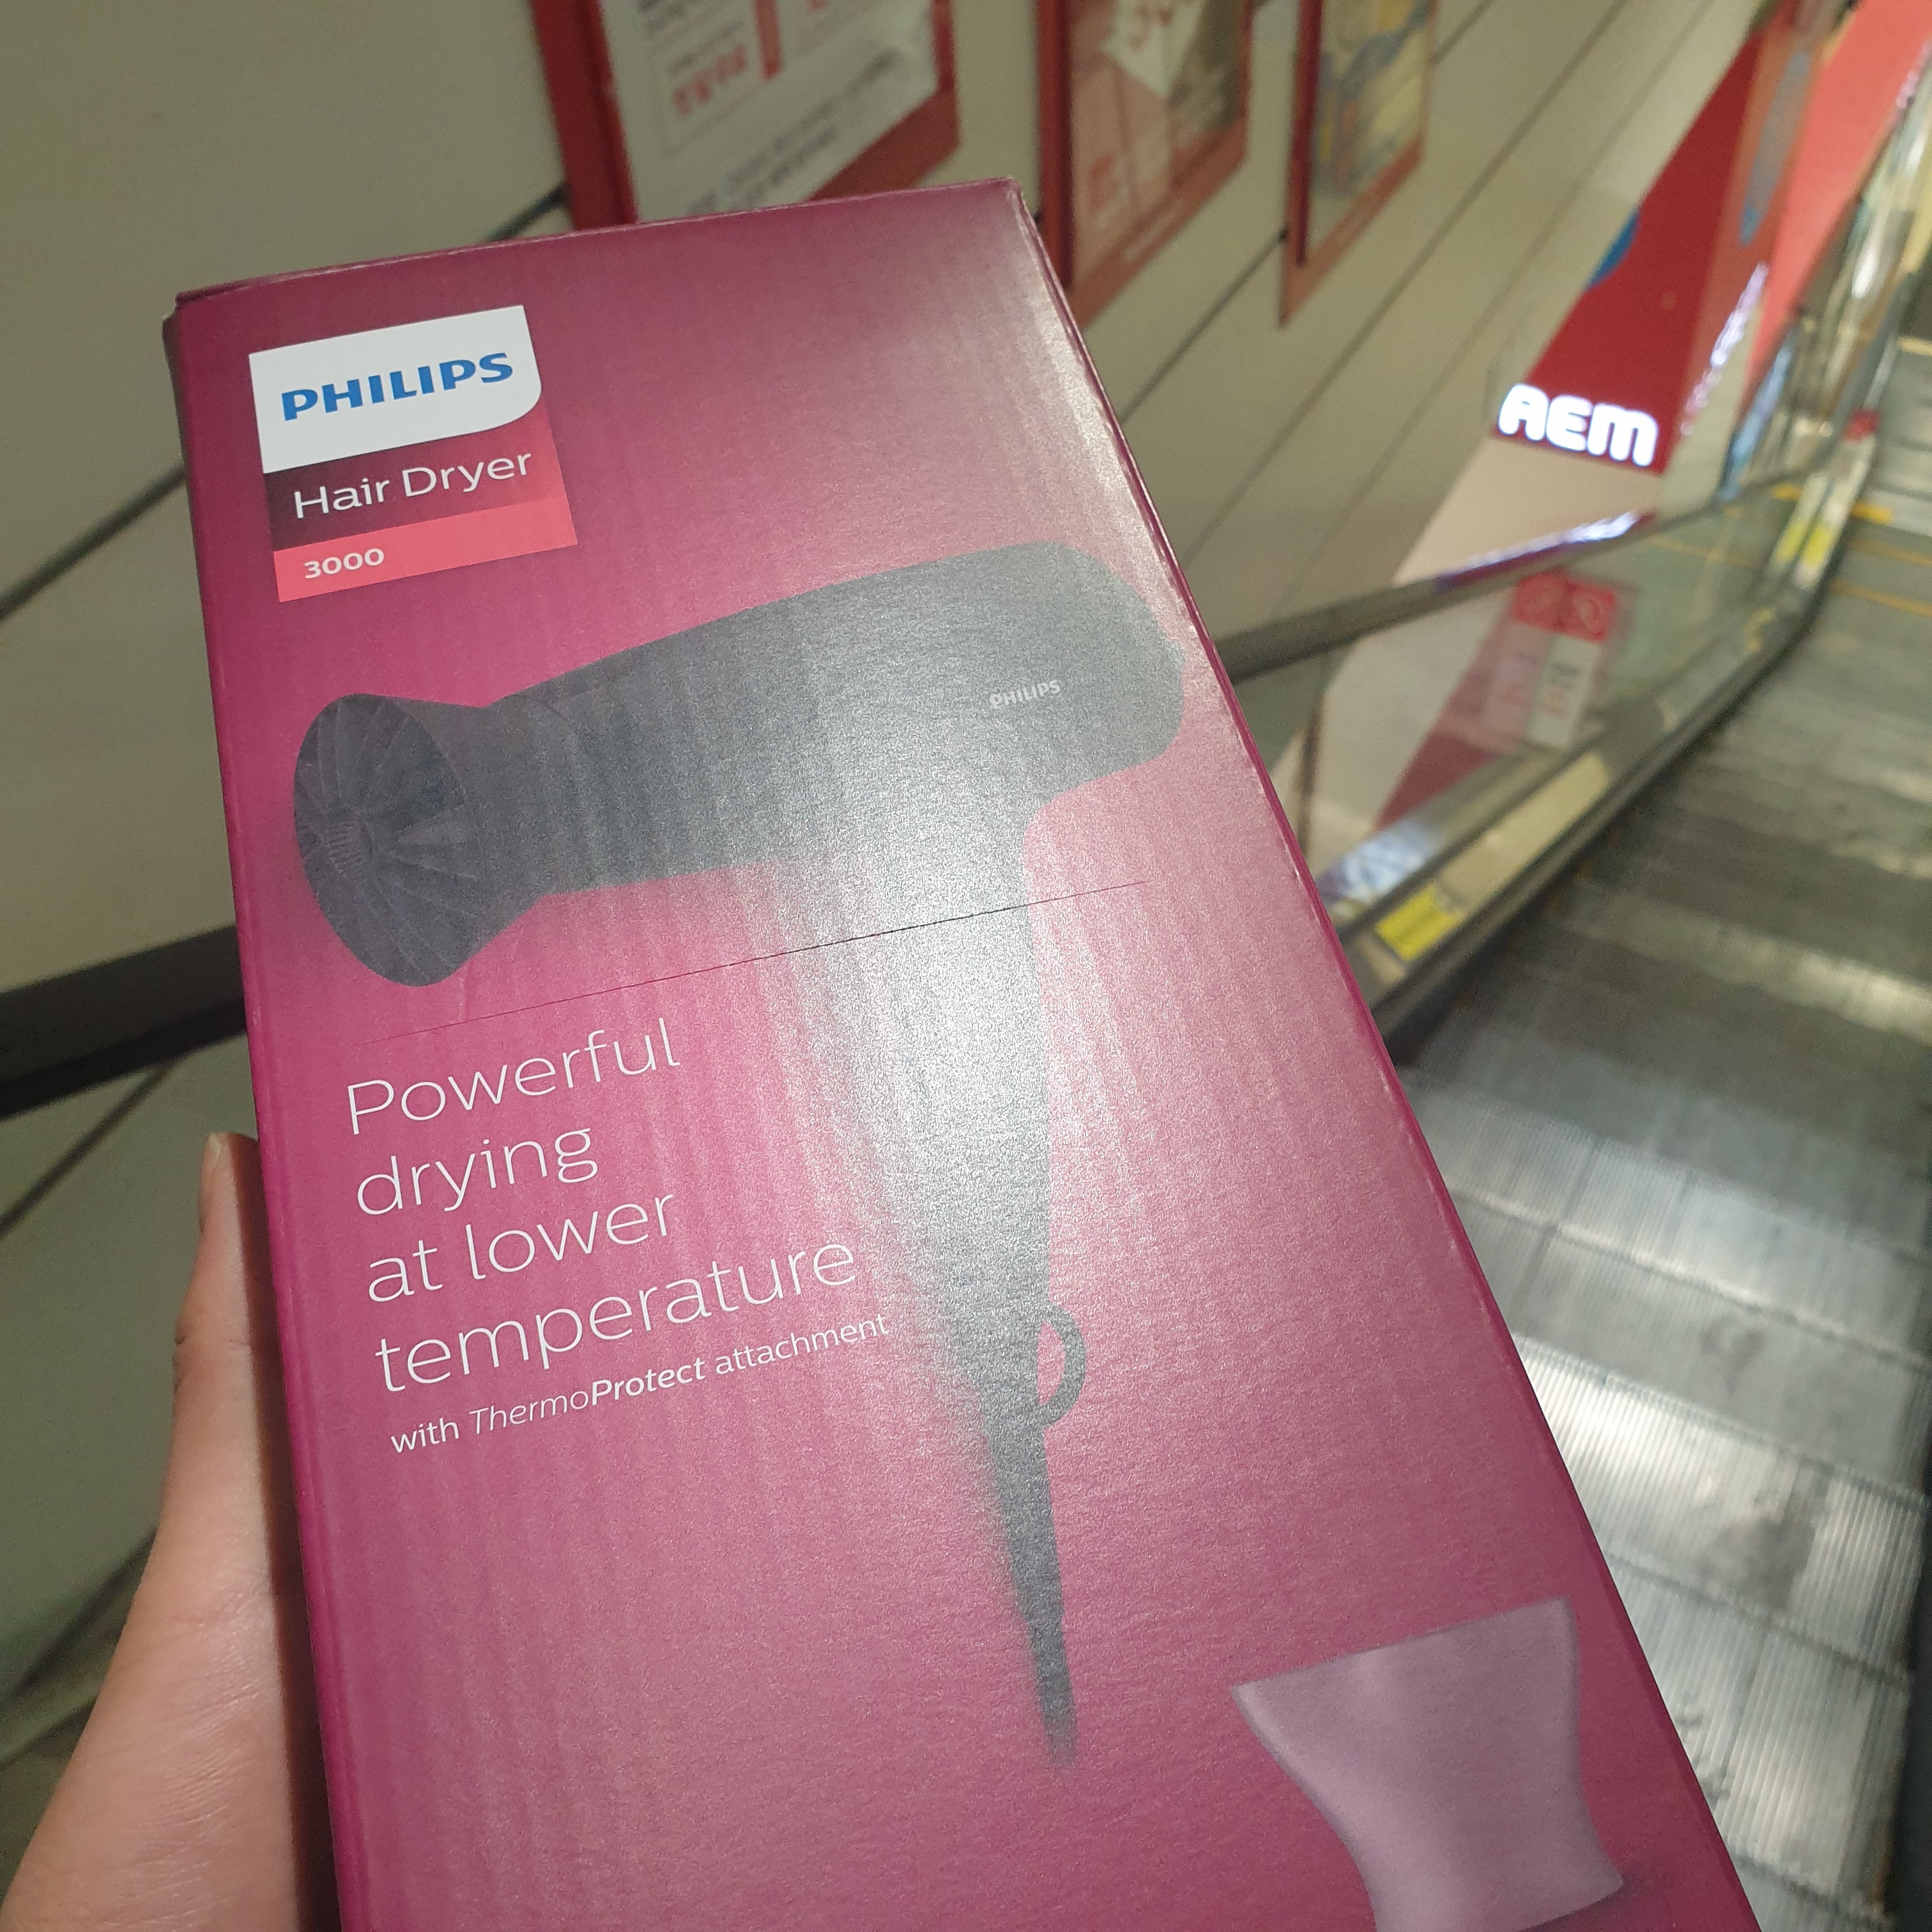 PHILIPS
Hair Dryer
3000
PHILIPS
Powerful
drying
at lower
temperature
with ThermoProtect attachment
AEM